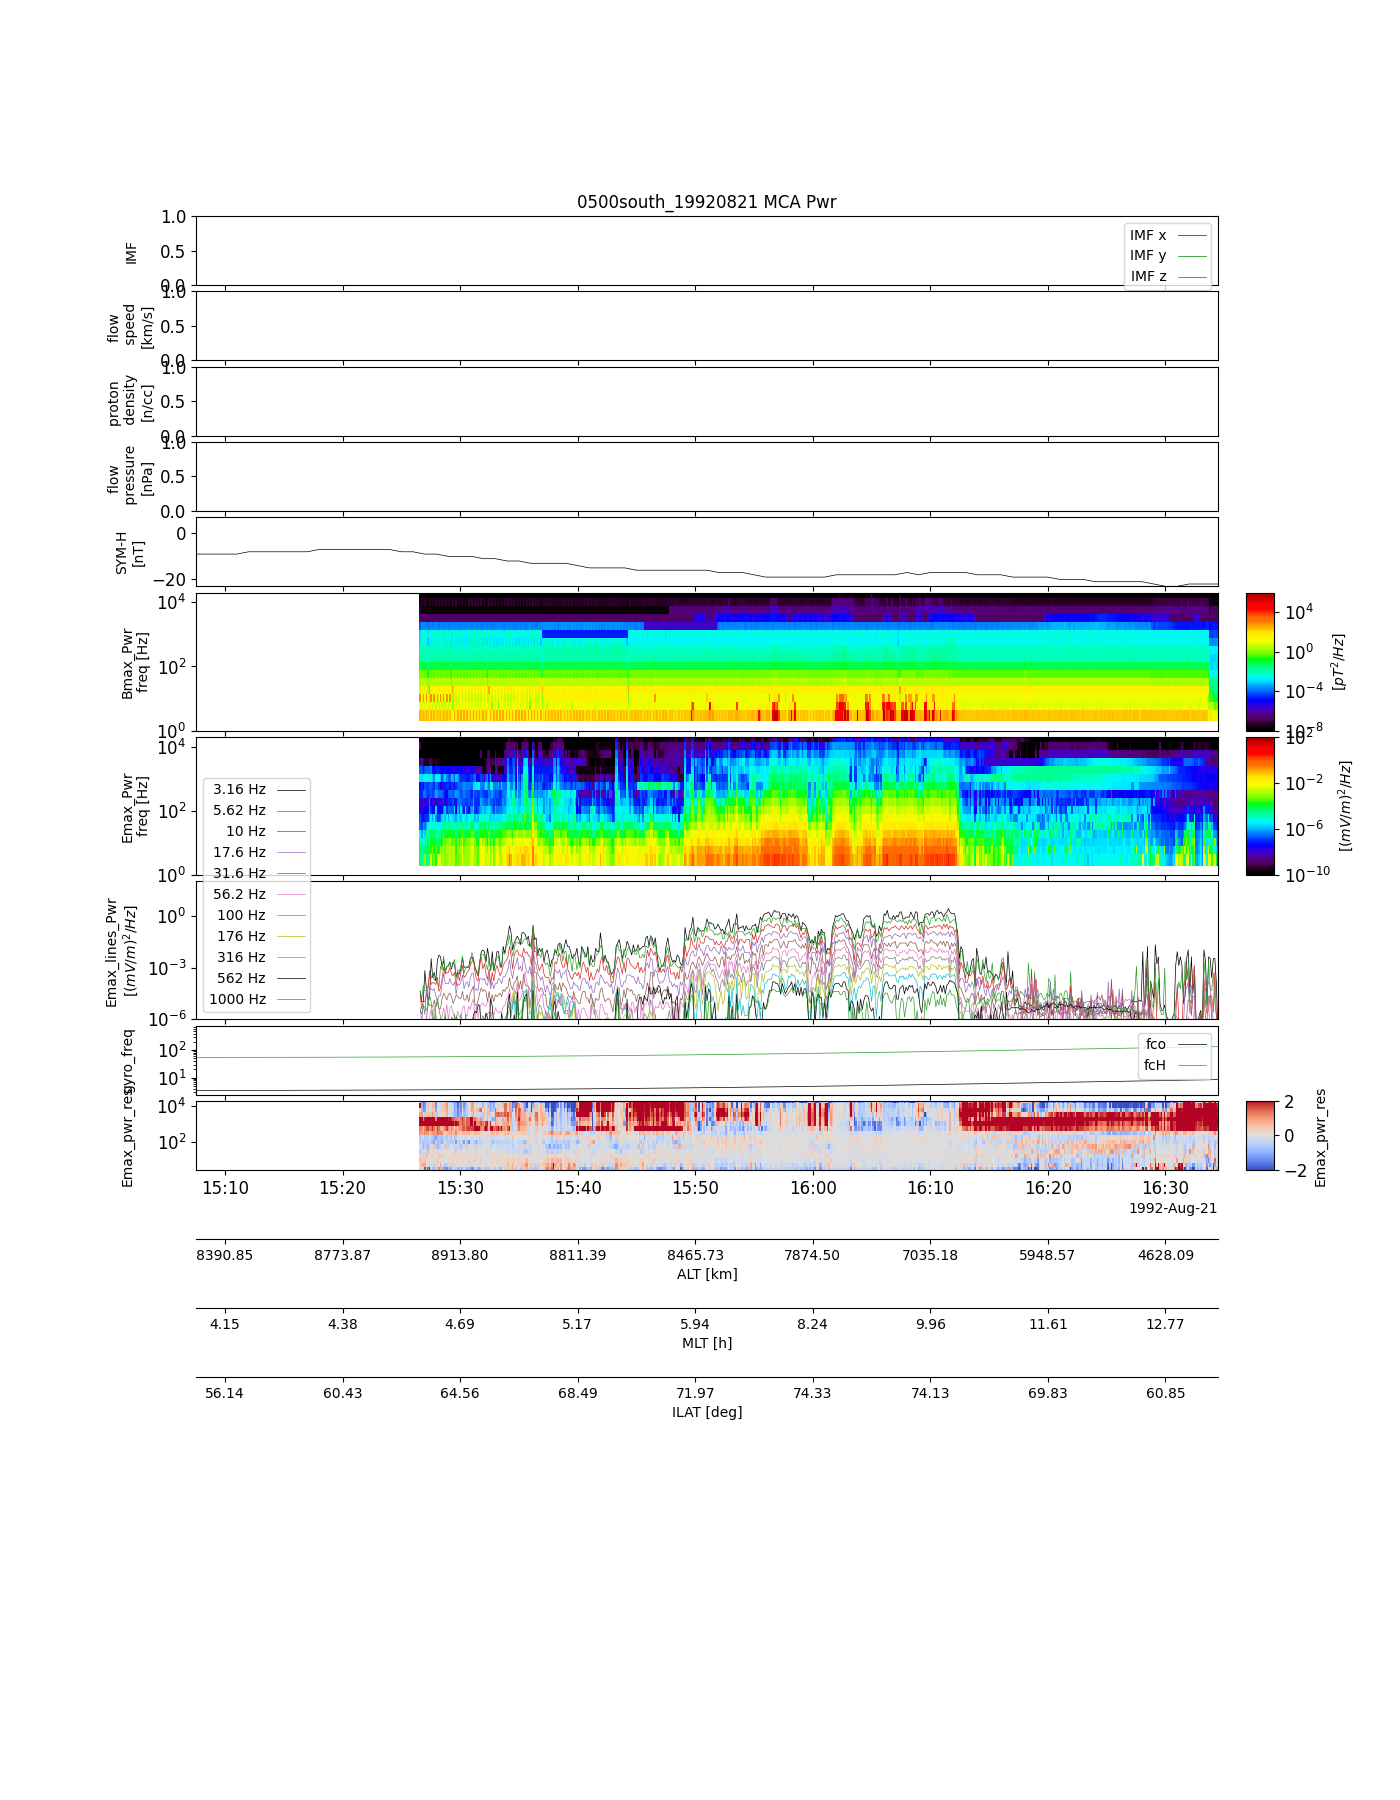 0500south_19920821 MCA Pwr
IMF
1.0
0.5
0.0
IMF x
IMF y
IMF z
flow
speed
[km/s]
1.0
0.5
0.0
proton
density
[n/cc]
1.0
0.5
0.0
flow
pressure
[nPa]
1.0
0.5
0.0
SYM-H
[nT]
0
−20
Bmax_Pwr
freq [Hz]
10^4
10^2
10^0
10^4
10^0
10^-4
10^-8
[pT^2/Hz]
Emax_Pwr
freq [Hz]
10^4
10^2
10^0
10^2
10^-2
10^-6
10^-10
[(mV/m)^2/Hz]
3.16 Hz
5.62 Hz
10 Hz
17.6 Hz
31.6 Hz
56.2 Hz
100 Hz
176 Hz
316 Hz
562 Hz
1000 Hz
Emax_lines_Pwr
[(mV/m)^2/Hz]
10^0
10^-3
10^-6
gyro_freq
10^2
10^1
fco
fcH
Emax_pwr_res
10^4
10^2
2
0
−2
Emax_pwr_res
15:10 15:20 15:30 15:40 15:50 16:00 16:10 16:20 16:30
1992-Aug-21
8390.85 8773.87 8913.80 8811.39 8465.73 7874.50 7035.18 5948.57 4628.09
ALT [km]
4.15 4.38 4.69 5.17 5.94 8.24 9.96 11.61 12.77
MLT [h]
56.14 60.43 64.56 68.49 71.97 74.33 74.13 69.83 60.85
ILAT [deg]